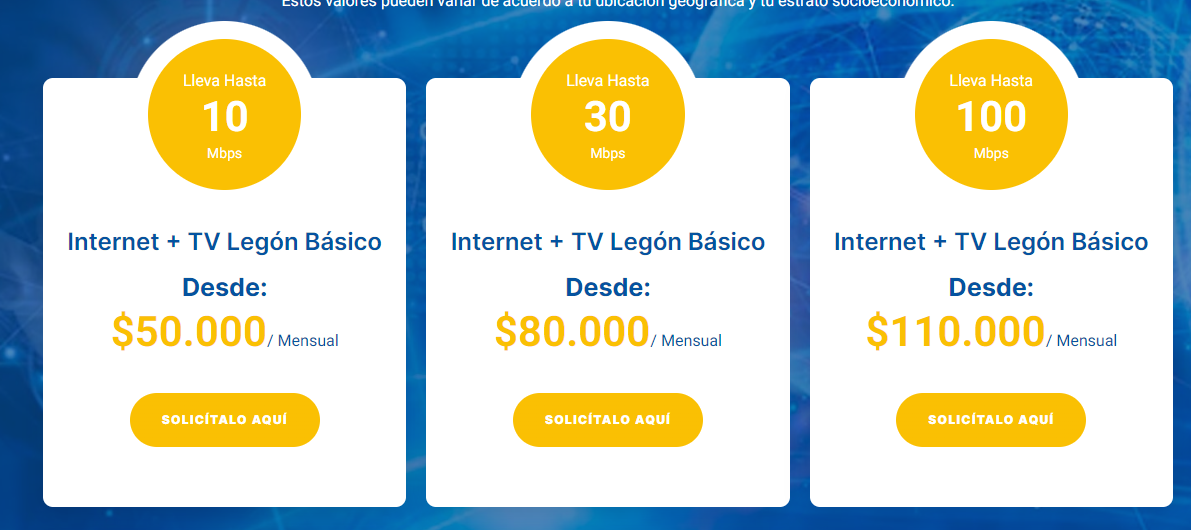 Estos valores pueden variar de acuerdo a tu ubicación geográfica y tu estrato socioeconómico.
Lleva Hasta
10
Mbps
Internet + TV Legón Básico
Desde:
$50.000/ Mensual
SOLICÍTALO AQUÍ
Lleva Hasta
30
Mbps
Internet + TV Legón Básico
Desde:
$80.000/ Mensual
SOLICÍTALO AQUÍ
Lleva Hasta
100
Mbps
Internet + TV Legón Básico
Desde:
$110.000/ Mensual
SOLICÍTALO AQUÍ